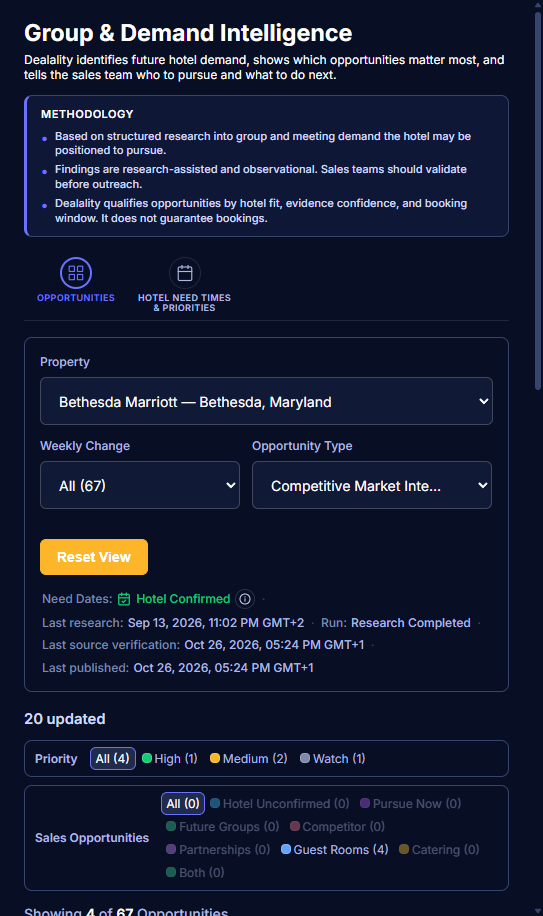 Group & Demand Intelligence
Dealality identifies future hotel demand, shows which opportunities matter most, and
tells the sales team who to pursue and what to do next.
METHODOLOGY
Based on structured research into group and meeting demand the hotel may be
positioned to pursue.
Findings are research-assisted and observational. Sales teams should validate
before outreach.
Dealality qualifies opportunities by hotel fit, evidence confidence, and booking
window. It does not guarantee bookings.
OPPORTUNITIES
HOTEL NEED TIMES
& PRIORITIES
Property
Bethesda Marriott — Bethesda, Maryland
Weekly Change
Opportunity Type
All (67)
Competitive Market Inte...
Reset View
Need Dates: Hotel Confirmed ·
Last research: Sep 13, 2026, 11:02 PM GMT+2 · Run: Research Completed ·
Last source verification: Oct 26, 2026, 05:24 PM GMT+1 ·
Last published: Oct 26, 2026, 05:24 PM GMT+1
20 updated
Priority All (4) High (1) Medium (2) Watch (1)
Sales Opportunities
All (0) Hotel Unconfirmed (0) Pursue Now (0)
Future Groups (0) Competitor (0)
Partnerships (0) Guest Rooms (4) Catering (0)
Both (0)
Showing 4 of 67 Opportunities